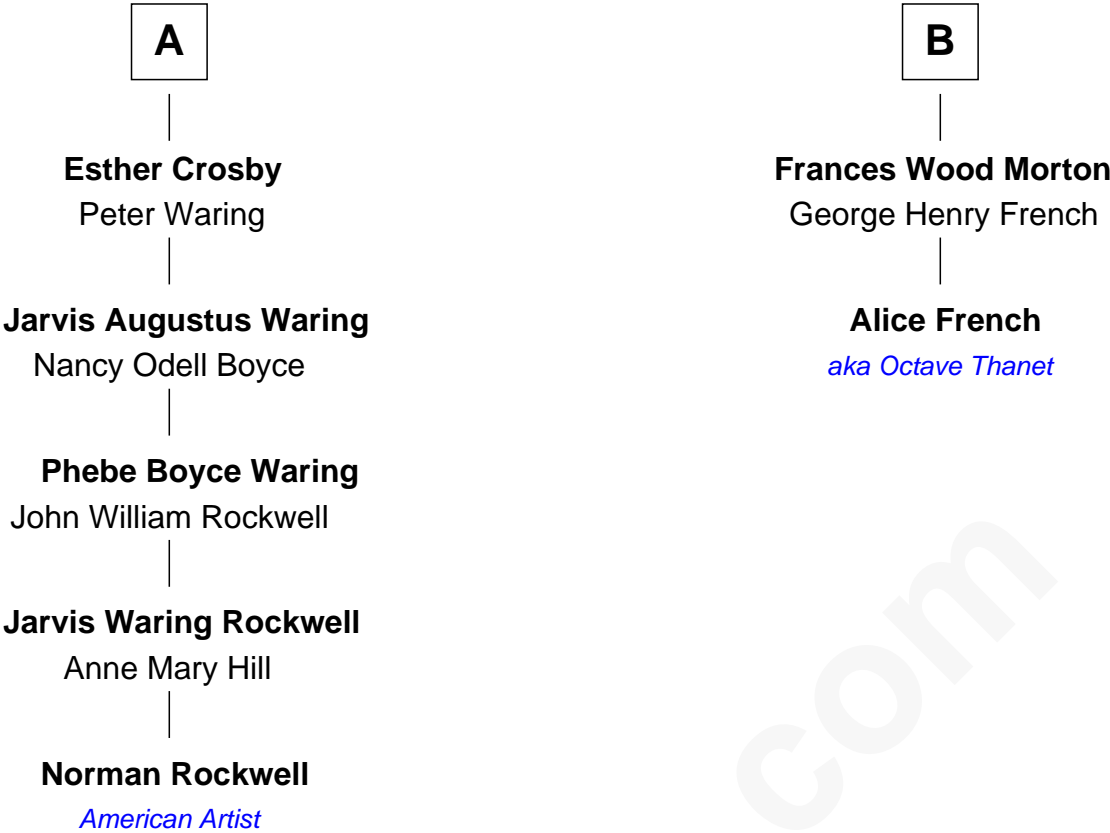 A
Esther Crosby
Peter Waring
Jarvis Augustus Waring
Nancy Odell Boyce
Phebe Boyce Waring
John William Rockwell
Jarvis Waring Rockwell
Anne Mary Hill
Norman Rockwell
American Artist
B
Frances Wood Morton
George Henry French
Alice French
aka Octave Thanet
com